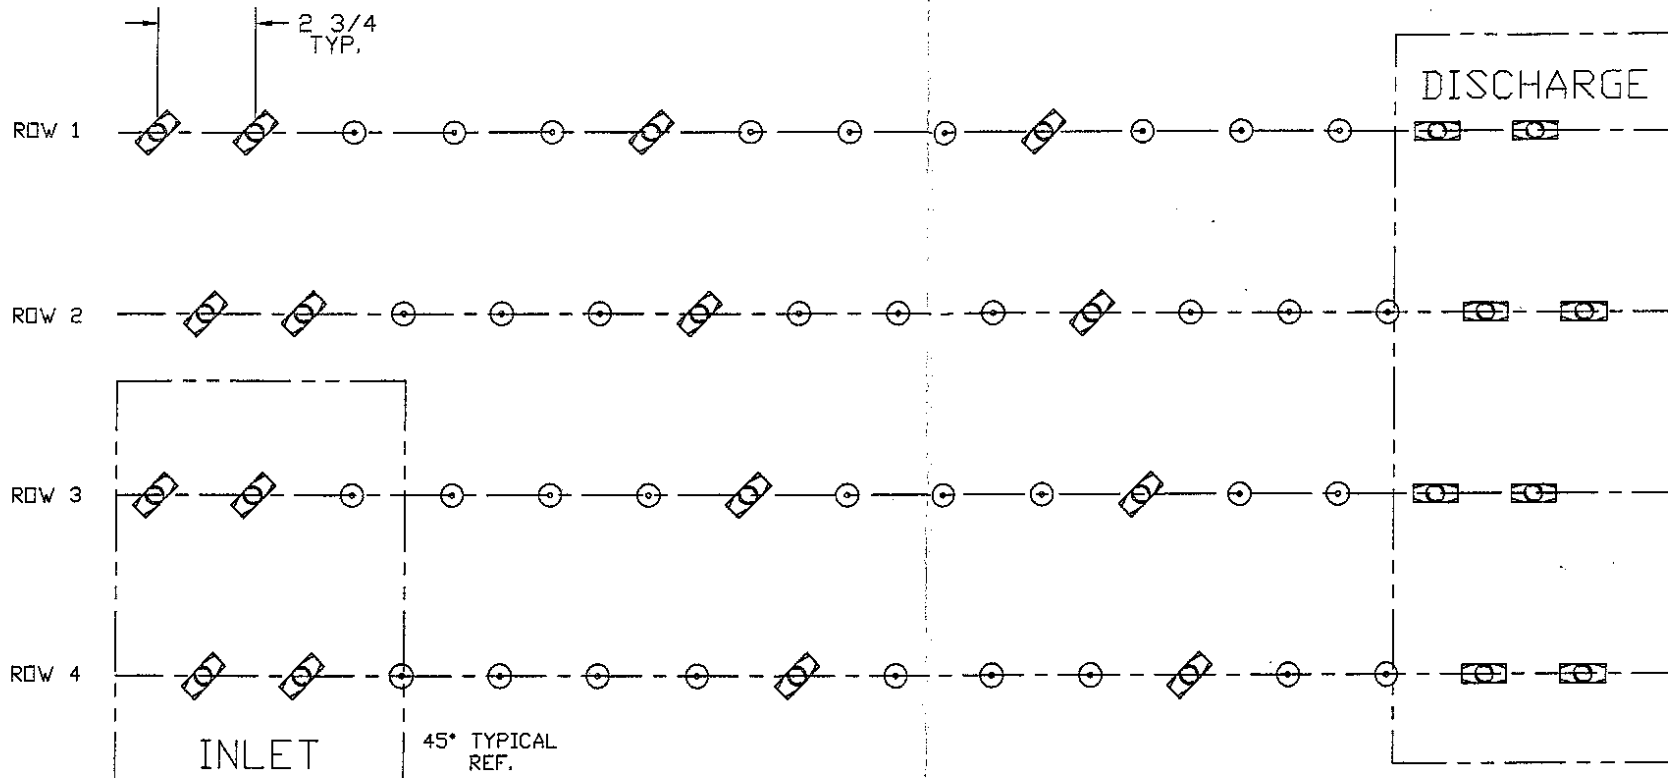 2 3/4
TYP.
DISCHARGE
ROW 1
ROW 2
ROW 3
ROW 4
INLET
45° TYPICAL
REF.